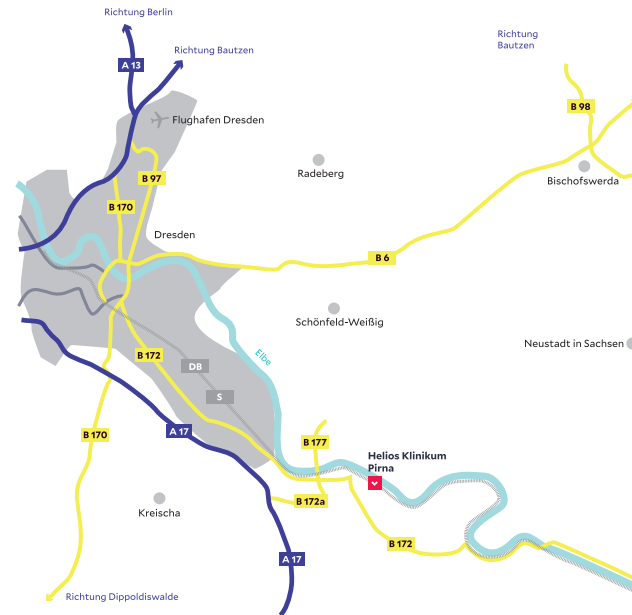 Richtung Berlin
Richtung
Bautzen
Richtung Bautzen
A 13
B 98
Flughafen Dresden
Radeberg
B 97
Bischofswerda
B 170
Dresden
B 6
Schönfeld-Weißig
Neustadt in Sachsen
B 172
Elbe
DB
S
A 17
B 170
B 177
Helios Klinikum
Pirna
Kreischa
B 172a
B 172
A 17
Richtung Dippoldiswalde